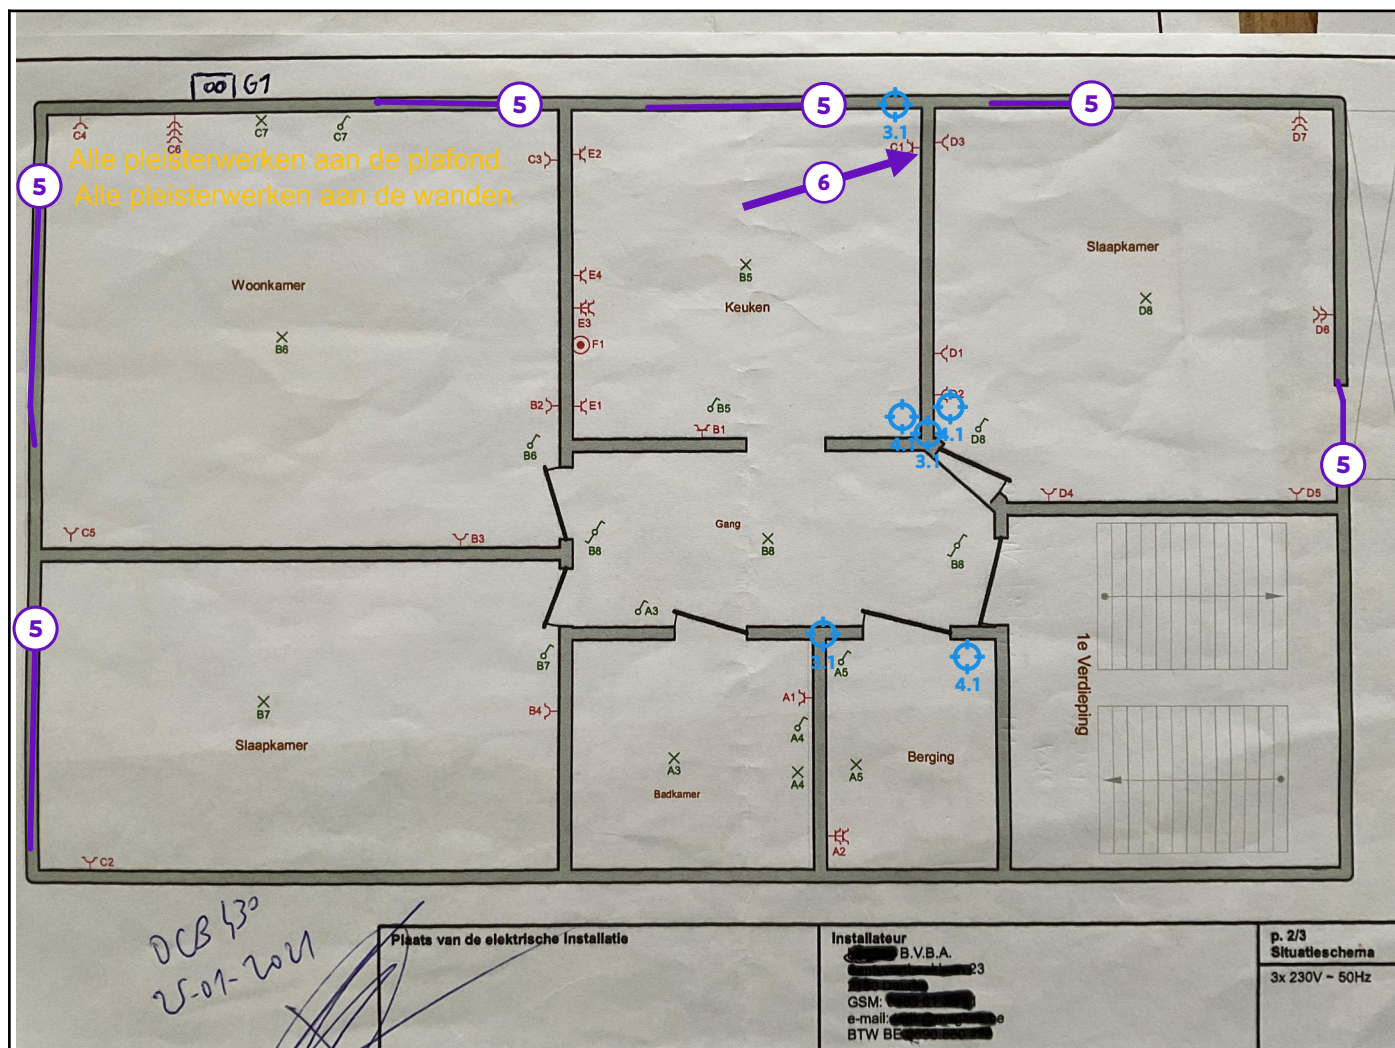 G1
5
5
5
3.1
C4
C6
C7
C7
C3
E2
C1
D3
D7
Alle pleisterwerken aan de plafond.
Alle pleisterwerken aan de wanden.
5
6
Slaapkamer
Woonkamer
B5
Keuken
E4
E3
F1
D8
D6
B6
D1
B2
E1
B5
D2
B1
4.1
4.1
3.1
D8
B6
5
D4
D5
C5
B3
B8
Gang
B8
B8
A3
5
B7
3.1
A5
4.1
1e Verdieping
B7
Slaapkamer
B4
A1
A4
A3
Badkamer
A4
A5
Berging
A2
C2
DCB 430
25-01-2021
Plaats van de elektrische installatie
Installateur
B.V.B.A.
23
GSM:
e-mail:
BTW BE
p. 2/3
Situatieschema
3x 230V ~ 50Hz